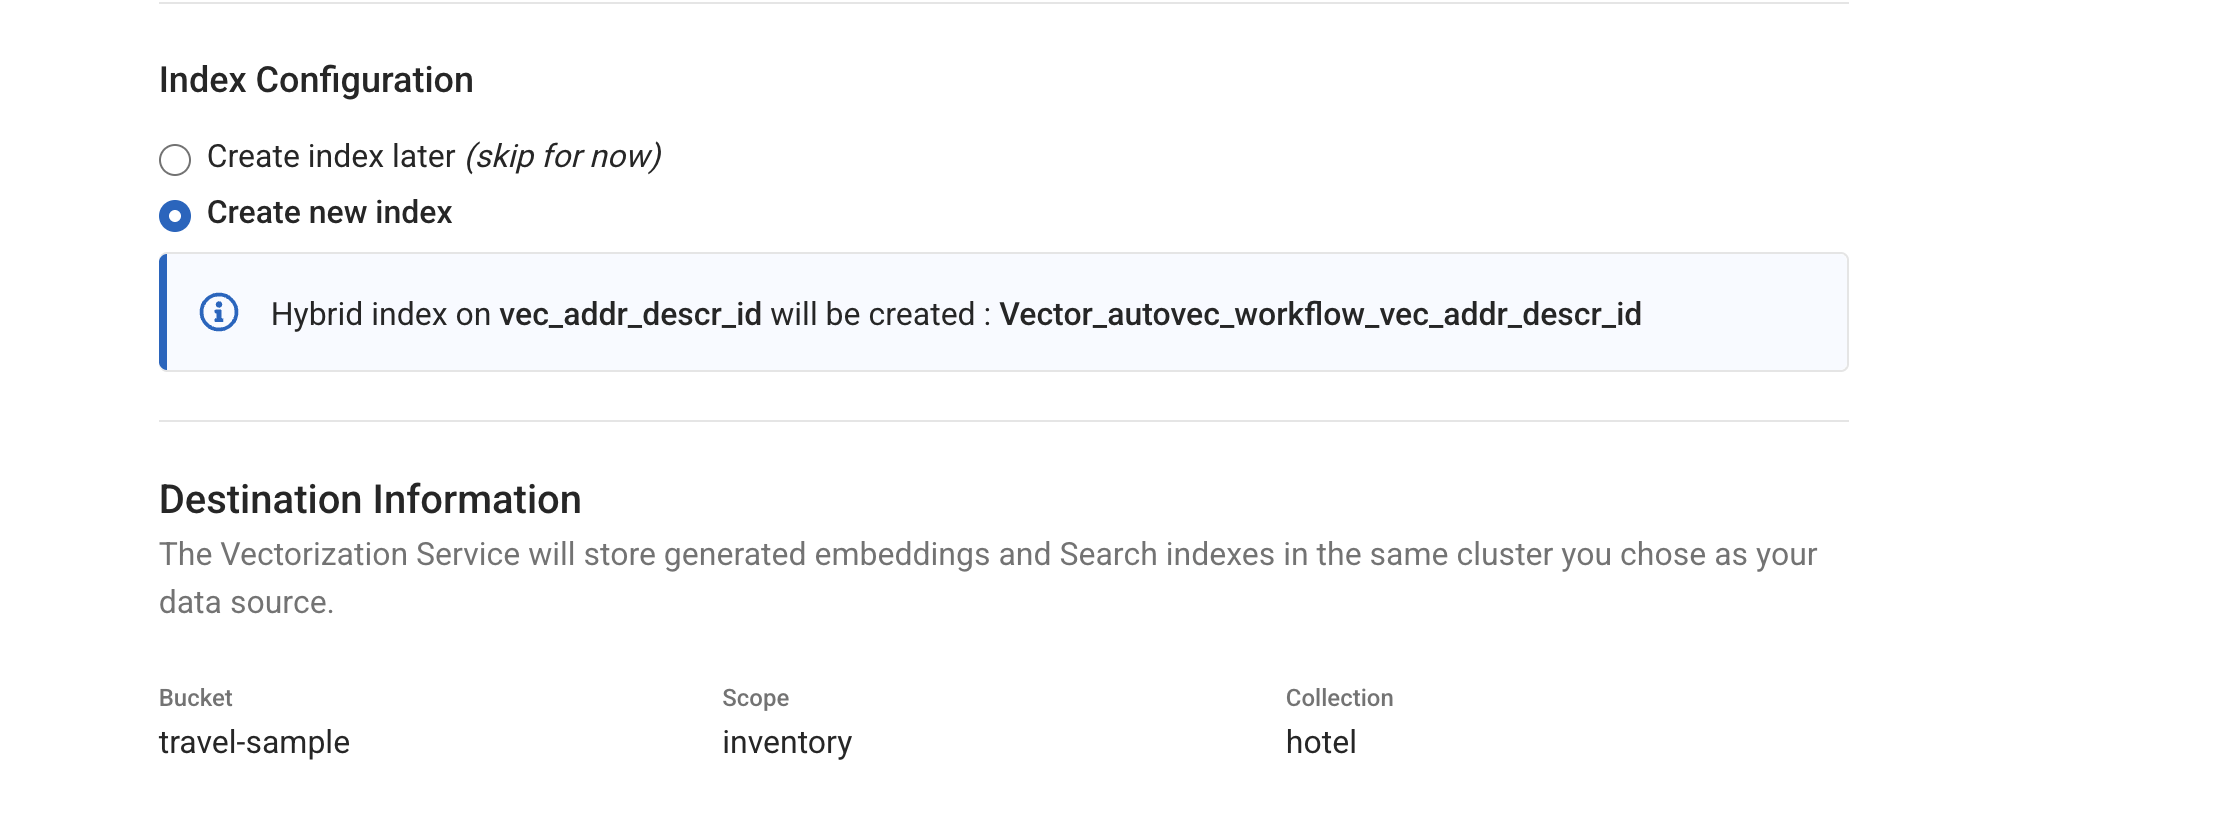 Index Configuration
Create index later (skip for now)
Create new index
Hybrid index on vec_addr_descr_id will be created : Vector_autovec_workflow_vec_addr_descr_id
Destination Information
The Vectorization Service will store generated embeddings and Search indexes in the same cluster you chose as your
data source.
Bucket Scope Collection
travel-sample inventory hotel